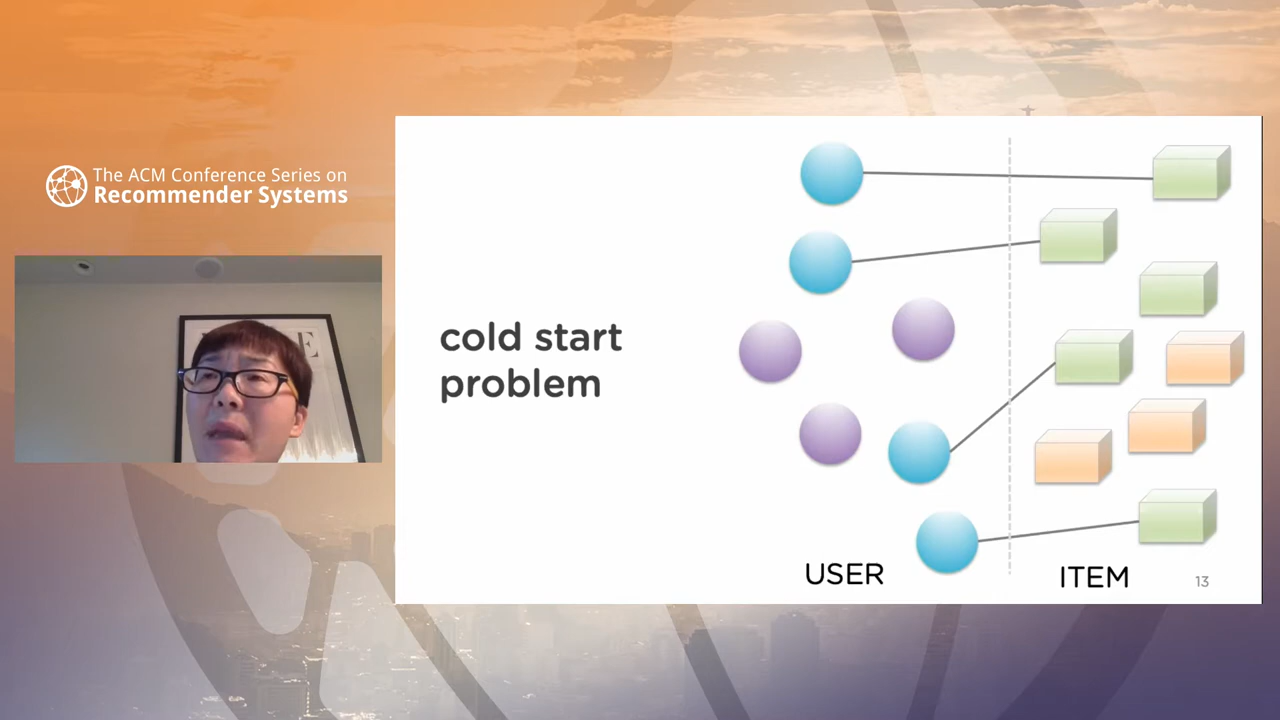 The ACM Conference Series on
Recommender Systems
cold start
problem
USER
ITEM
13